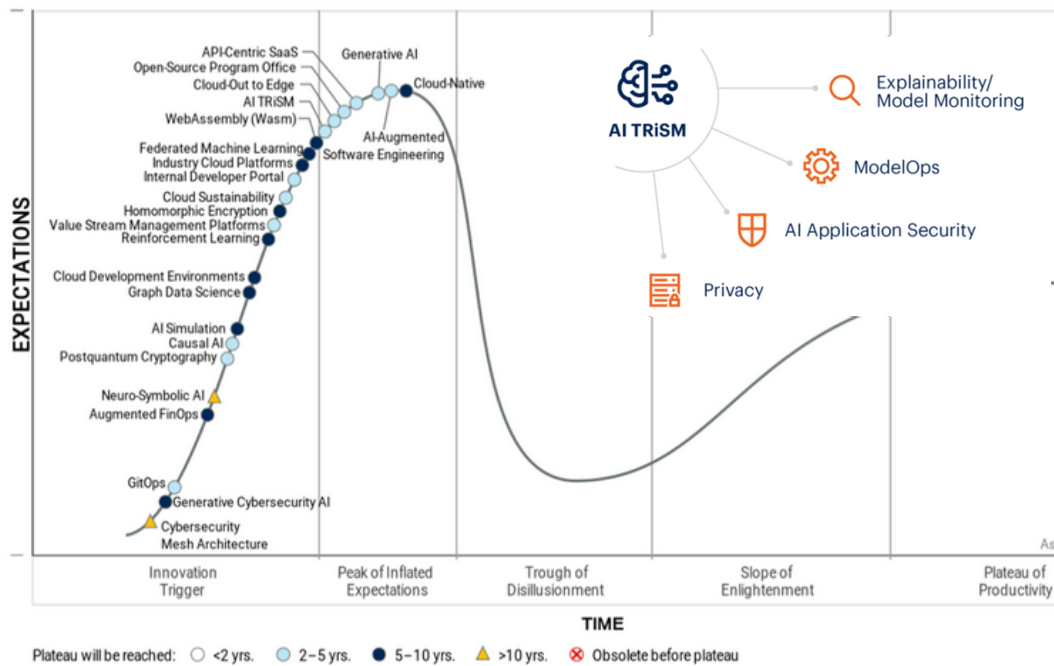 EXPECTATIONS
API-Centric SaaS
Open-Source Program Office
Cloud-Out to Edge
AI TRiSM
WebAssembly (Wasm)
Federated Machine Learning
Industry Cloud Platforms
Internal Developer Portal
Cloud Sustainability
Homomorphic Encryption
Value Stream Management Platforms
Reinforcement Learning
Cloud Development Environments
Graph Data Science
AI Simulation
Causal AI
Postquantum Cryptography
Neuro-Symbolic AI
Augmented FinOps
GitOps
Generative Cybersecurity AI
Cybersecurity
Mesh Architecture
Generative AI
Cloud-Native
AI-Augmented
Software Engineering
AI TRiSM
Explainability/
Model Monitoring
ModelOps
AI Application Security
Privacy
As
Innovation
Trigger
Peak of Inflated
Expectations
Trough of
Disillusionment
Slope of
Enlightenment
Plateau of
Productivity
TIME
Plateau will be reached: <2 yrs. 2–5 yrs. 5–10 yrs. >10 yrs. Obsolete before plateau